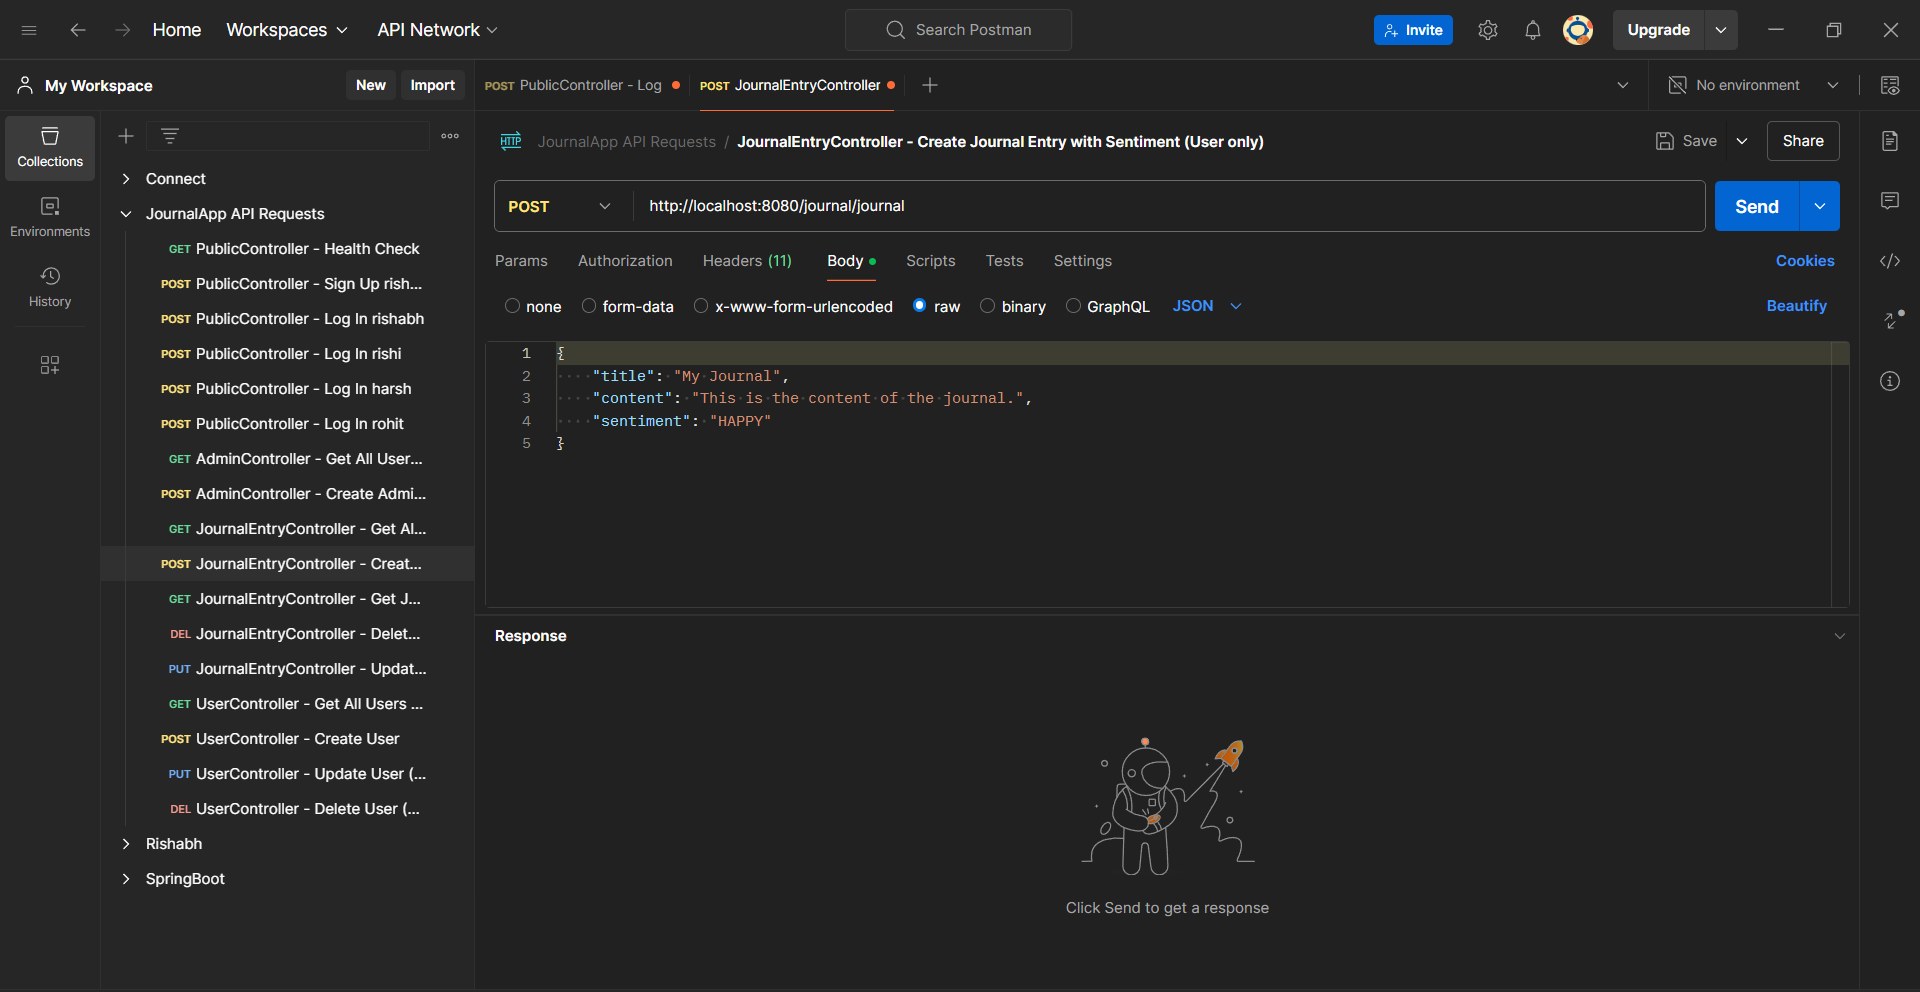 Home Workspaces API Network Search Postman Invite Upgrade
My Workspace New Import POST PublicController - Log POST JournalEntryController No environment
Collections
Environments
History
Connect
JournalApp API Requests
GET PublicController - Health Check
POST PublicController - Sign Up rish...
POST PublicController - Log In rishabh
POST PublicController - Log In rishi
POST PublicController - Log In harsh
POST PublicController - Log In rohit
GET AdminController - Get All User...
POST AdminController - Create Admi...
GET JournalEntryController - Get Al...
POST JournalEntryController - Creat...
GET JournalEntryController - Get J...
DEL JournalEntryController - Delet...
PUT JournalEntryController - Updat...
GET UserController - Get All Users ...
POST UserController - Create User
PUT UserController - Update User (...
DEL UserController - Delete User (...
Rishabh
SpringBoot
HTTP JournalApp API Requests / JournalEntryController - Create Journal Entry with Sentiment (User only) Save Share
POST http://localhost:8080/journal/journal Send
Params Authorization Headers (11) Body Scripts Tests Settings Cookies
none form-data x-www-form-urlencoded raw binary GraphQL JSON Beautify
1 {
2 "title": "My Journal",
3 "content": "This is the content of the journal.",
4 "sentiment": "HAPPY"
5 }
Response
Click Send to get a response